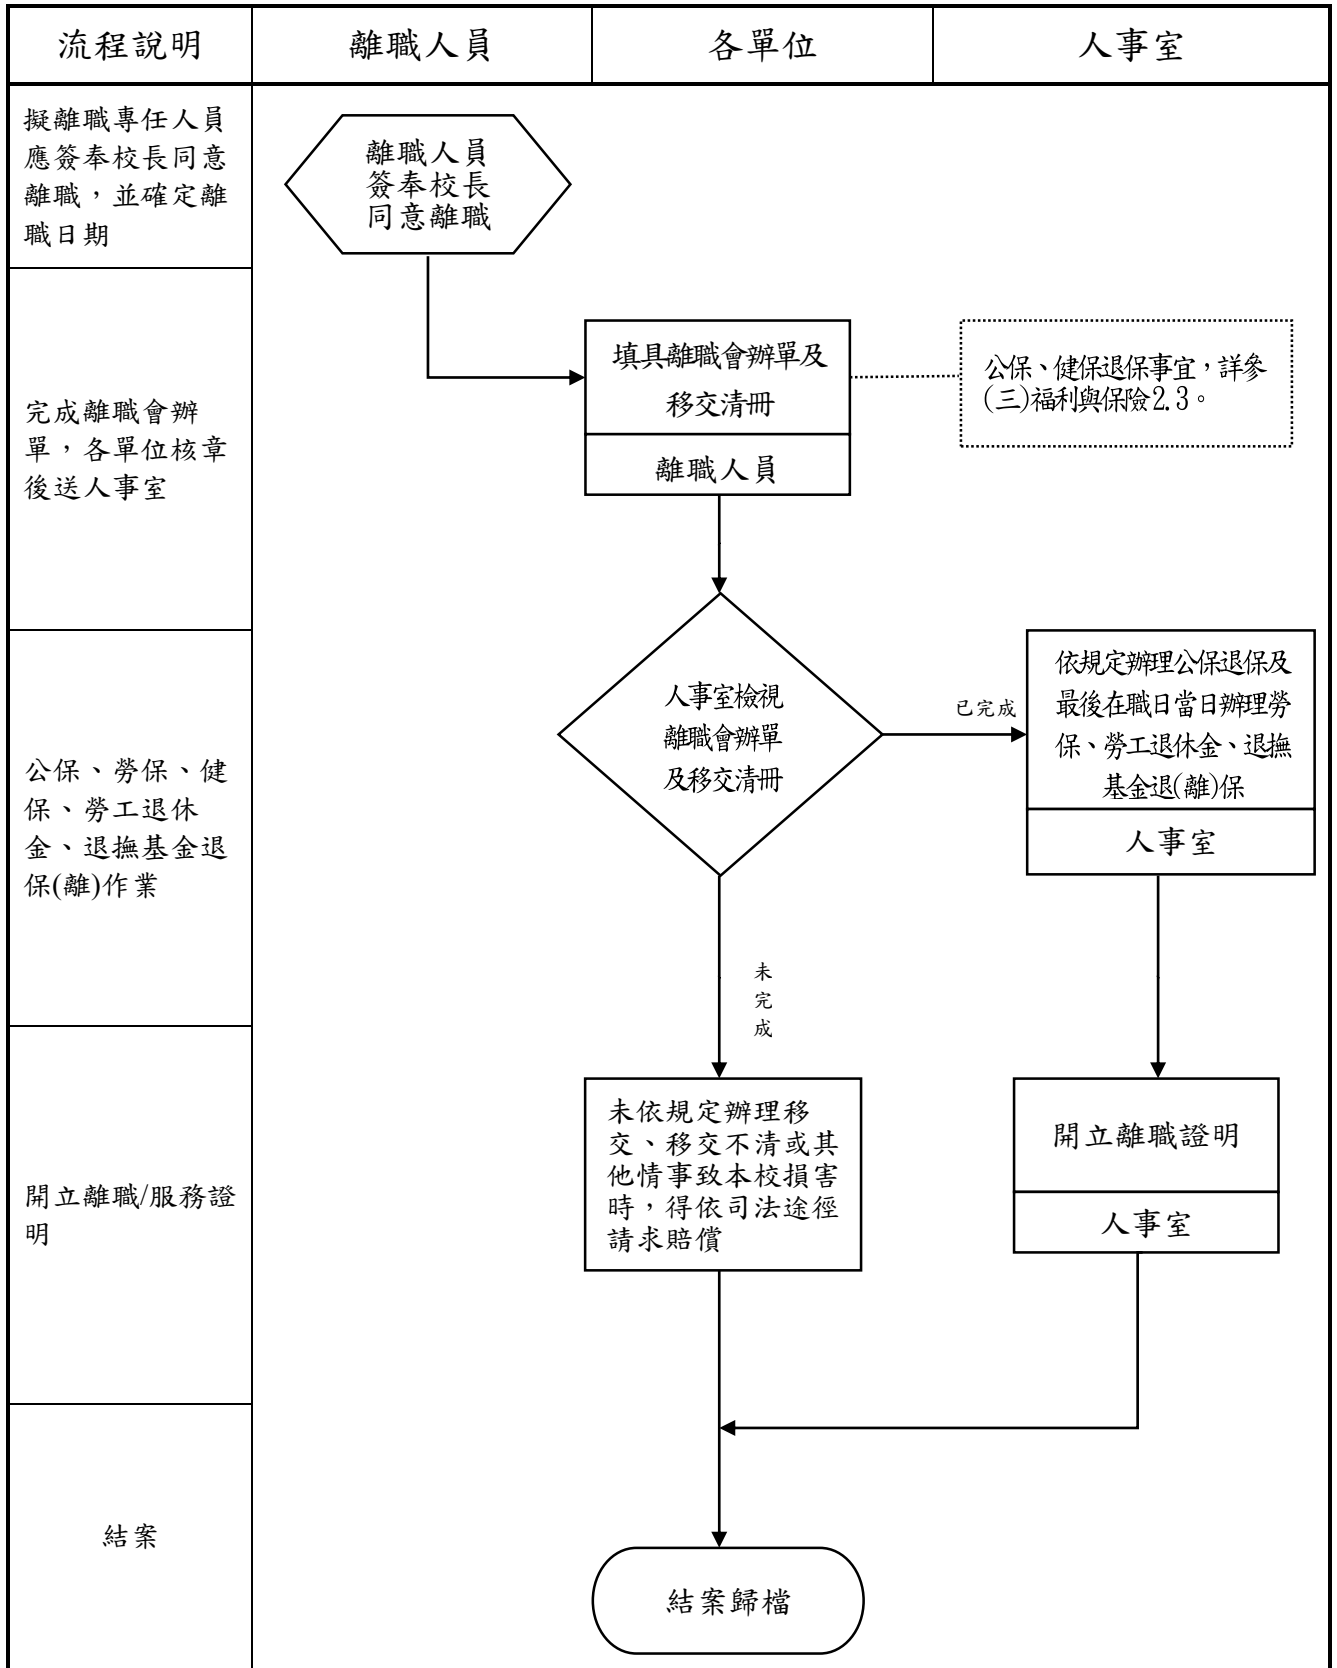 流程說明
離職人員
各單位
人事室
擬離職專任人員
應簽奉校長同意
離職，並確定離
職日期
離職人員
簽奉校長
同意離職
完成離職會辦
單，各單位核章
後送人事室
填具離職會辦單及
移交清冊
離職人員
公保、健保退保事宜，詳參
(三)福利與保險2.3。
公保、勞保、健
保、勞工退休
金、退撫基金退
保(離)作業
人事室檢視
離職會辦單
及移交清冊
已完成
依規定辦理公保退保及
最後在職日當日辦理勞
保、勞工退休金、退撫
基金退(離)保
人事室
未
完
成
開立離職/服務證
明
未依規定辦理移
交、移交不清或其
他情事致本校損害
時，得依司法途徑
請求賠償
開立離職證明
人事室
結案
結案歸檔